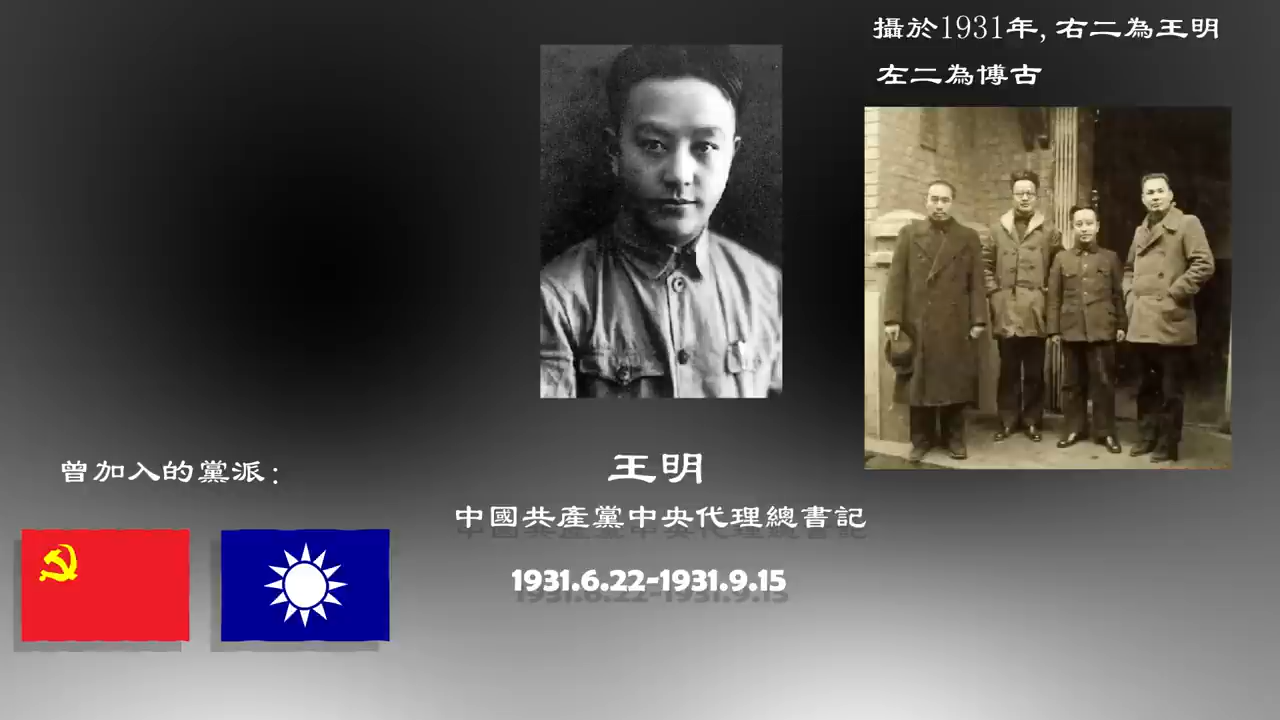 攝於1931年,右二為王明
左二為博古
曾加入的黨派:
王明
中國共產黨中央代理總書記
1931.6.22-1931.9.15